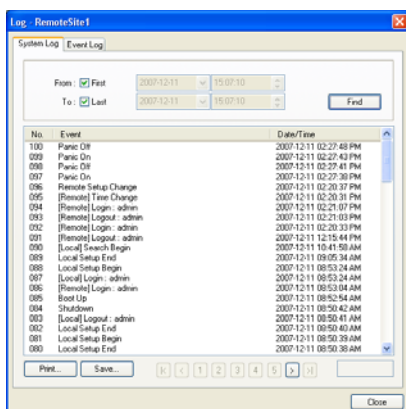 Log - RemoteSite1
System Log Event Log
From : First 2007-12-11 15:07:10
To : Last 2007-12-11 15:07:10 Find
No. Event Date/Time
100 Panic Off 2007-12-11 02:27:48 PM
099 Panic On 2007-12-11 02:27:43 PM
098 Panic Off 2007-12-11 02:27:41 PM
097 Panic On 2007-12-11 02:27:38 PM
096 Remote Setup Change 2007-12-11 02:20:37 PM
095 [Remote] Time Change 2007-12-11 02:20:31 PM
094 [Remote] Login : admin 2007-12-11 02:21:07 PM
093 [Remote] Logout : admin 2007-12-11 02:21:03 PM
092 [Remote] Login : admin 2007-12-11 02:20:33 PM
091 [Remote] Logout : admin 2007-12-11 12:15:44 PM
090 [Local] Search Begin 2007-12-11 10:41:58 AM
089 Local Setup End 2007-12-11 09:05:34 AM
088 Local Setup Begin 2007-12-11 08:53:24 AM
087 [Local] Login : admin 2007-12-11 08:53:24 AM
086 [Remote] Login : admin 2007-12-11 08:53:04 AM
085 Boot Up 2007-12-11 08:52:54 AM
084 Shutdown 2007-12-11 08:50:42 AM
083 [Local] Logout : admin 2007-12-11 08:50:41 AM
082 Local Setup End 2007-12-11 08:50:40 AM
081 Local Setup Begin 2007-12-11 08:50:39 AM
080 Local Setup End 2007-12-11 08:50:38 AM
Print... Save... 1 2 3 4 5
Close